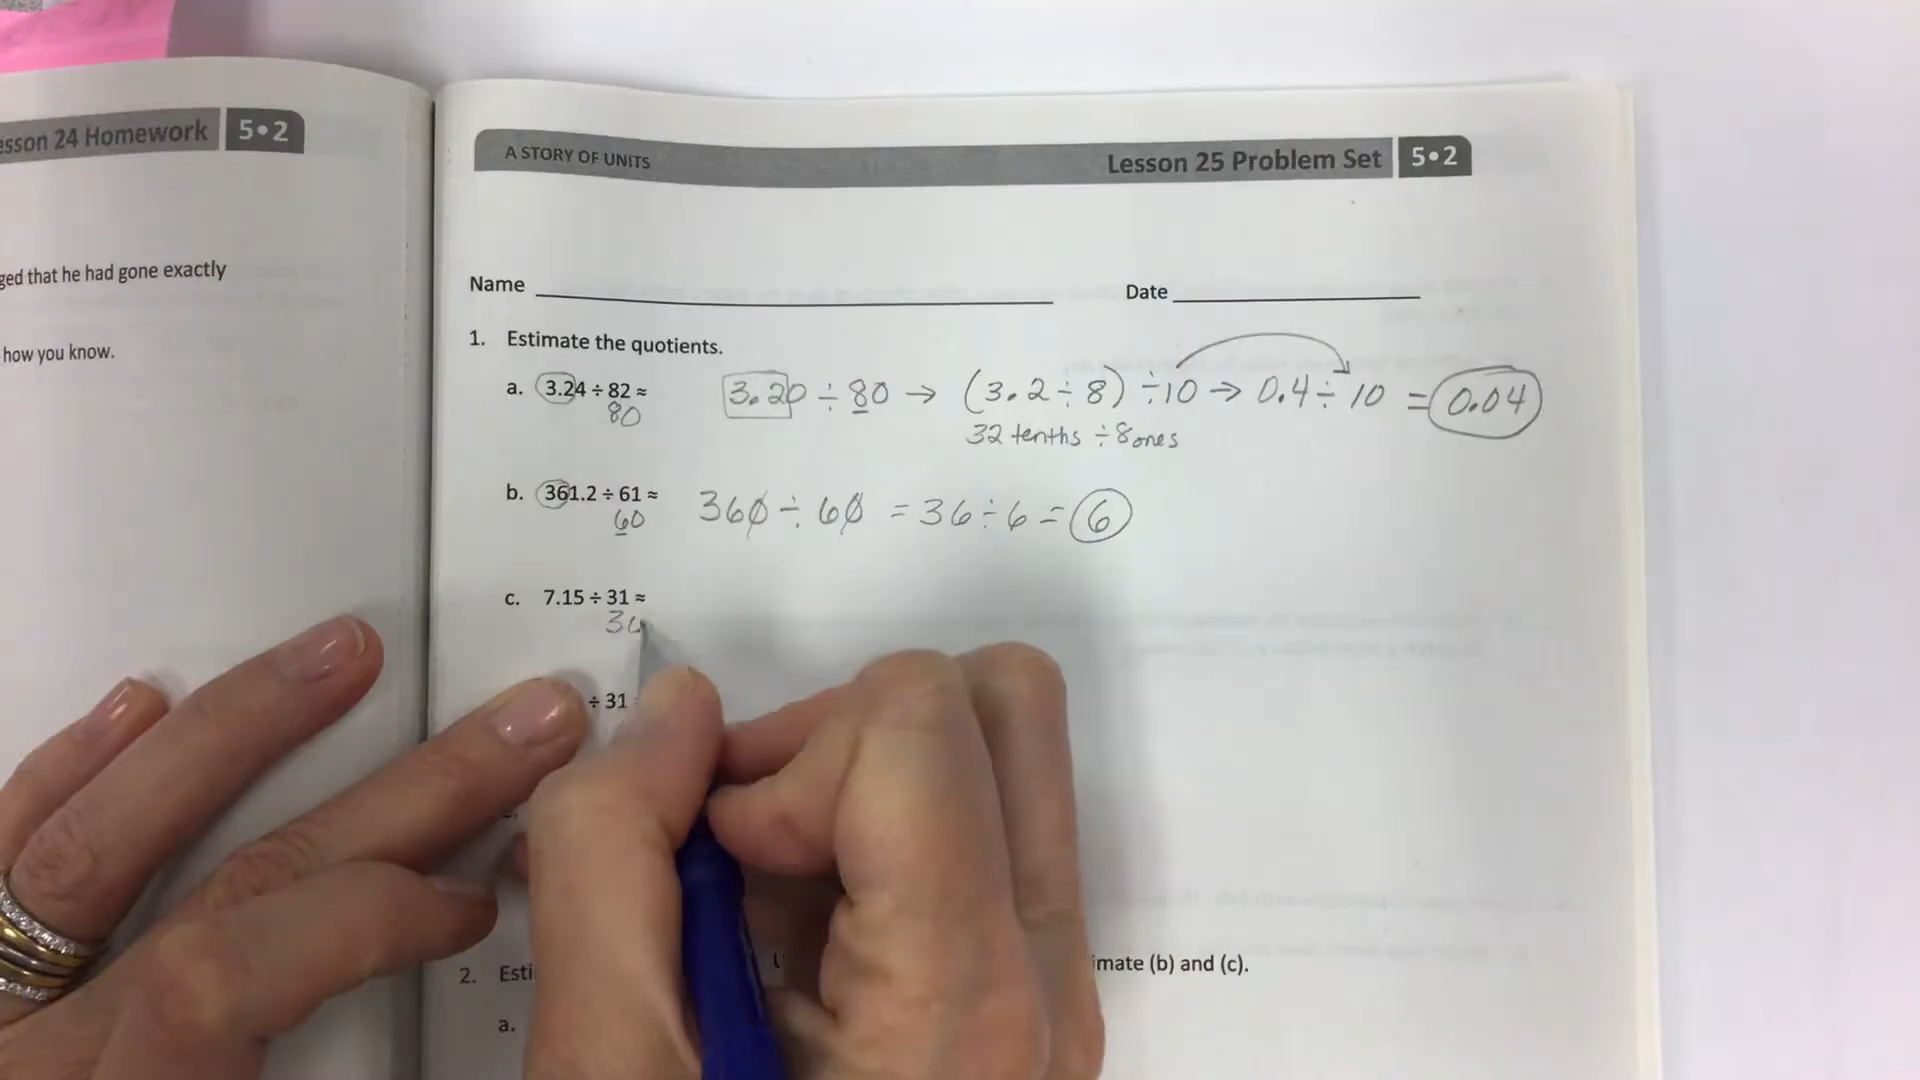 Lesson 24 Homework 5•2
ged that he had gone exactly
how you know.
A STORY OF UNITS Lesson 25 Problem Set 5•2
Name Date
1. Estimate the quotients.
a. 3.24 ÷ 82 ≈ 3.20 ÷ 80 → (3.2 ÷ 8) ÷ 10 → 0.4 ÷ 10 = 0.04
80 32 tenths ÷ 8 ones
b. 361.2 ÷ 61 ≈ 360 ÷ 60 = 36 ÷ 6 = 6
60
c. 7.15 ÷ 31 ≈
30
÷ 31
2. Esti imate (b) and (c).
a.